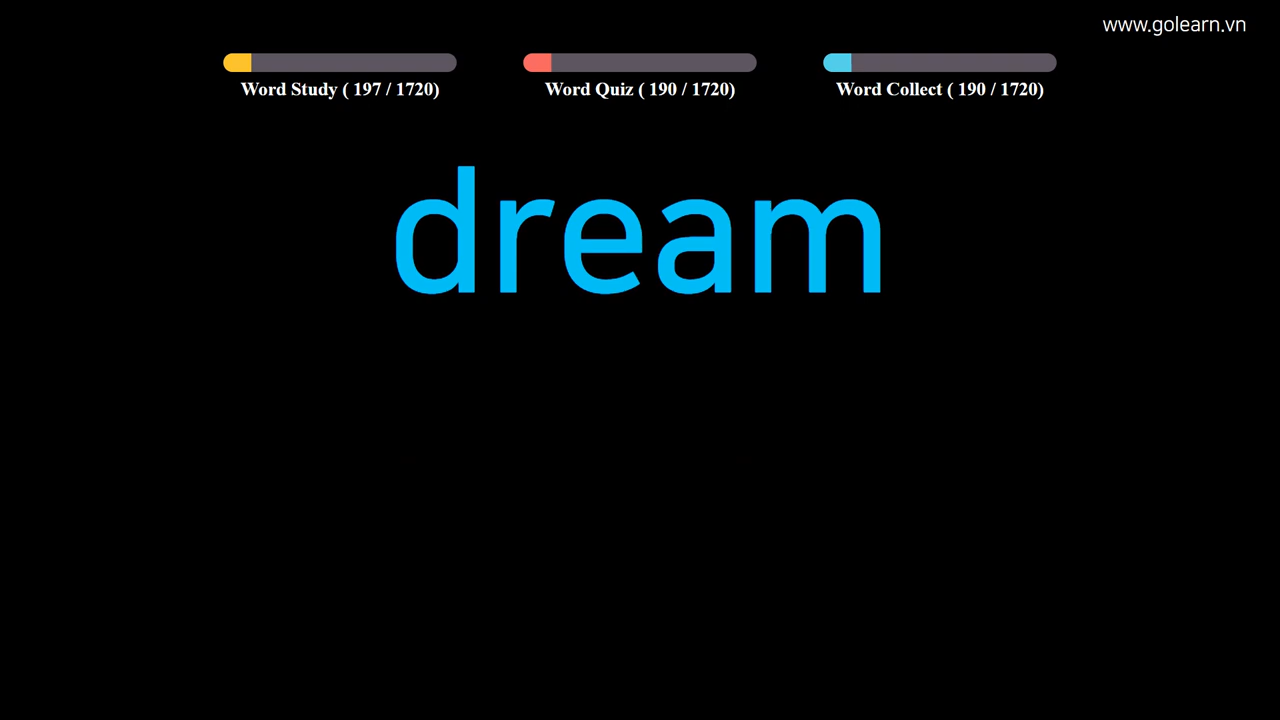 www.golearn.vn
Word Study ( 197 / 1720)
Word Quiz ( 190 / 1720)
Word Collect ( 190 / 1720)
dream